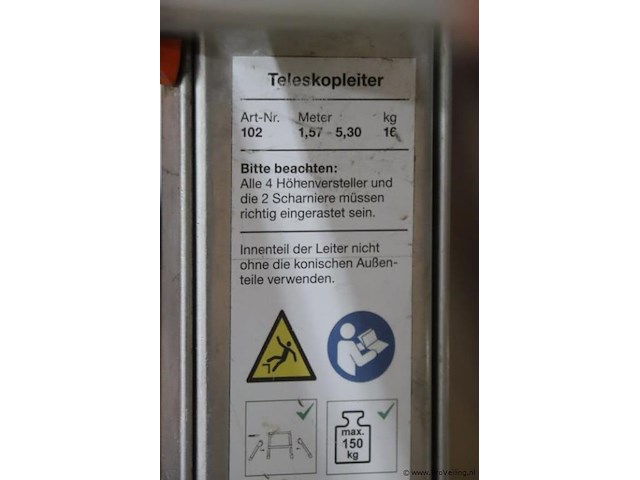 Teleskopleiter
Art-Nr. Meter kg
102 1,57 - 5,30 16
Bitte beachten:
Alle 4 Höhenversteller und
die 2 Scharniere müssen
richtig eingerastet sein.
Innenteil der Leiter nicht
ohne die konischen Außen-
teile verwenden.
max.
150
kg